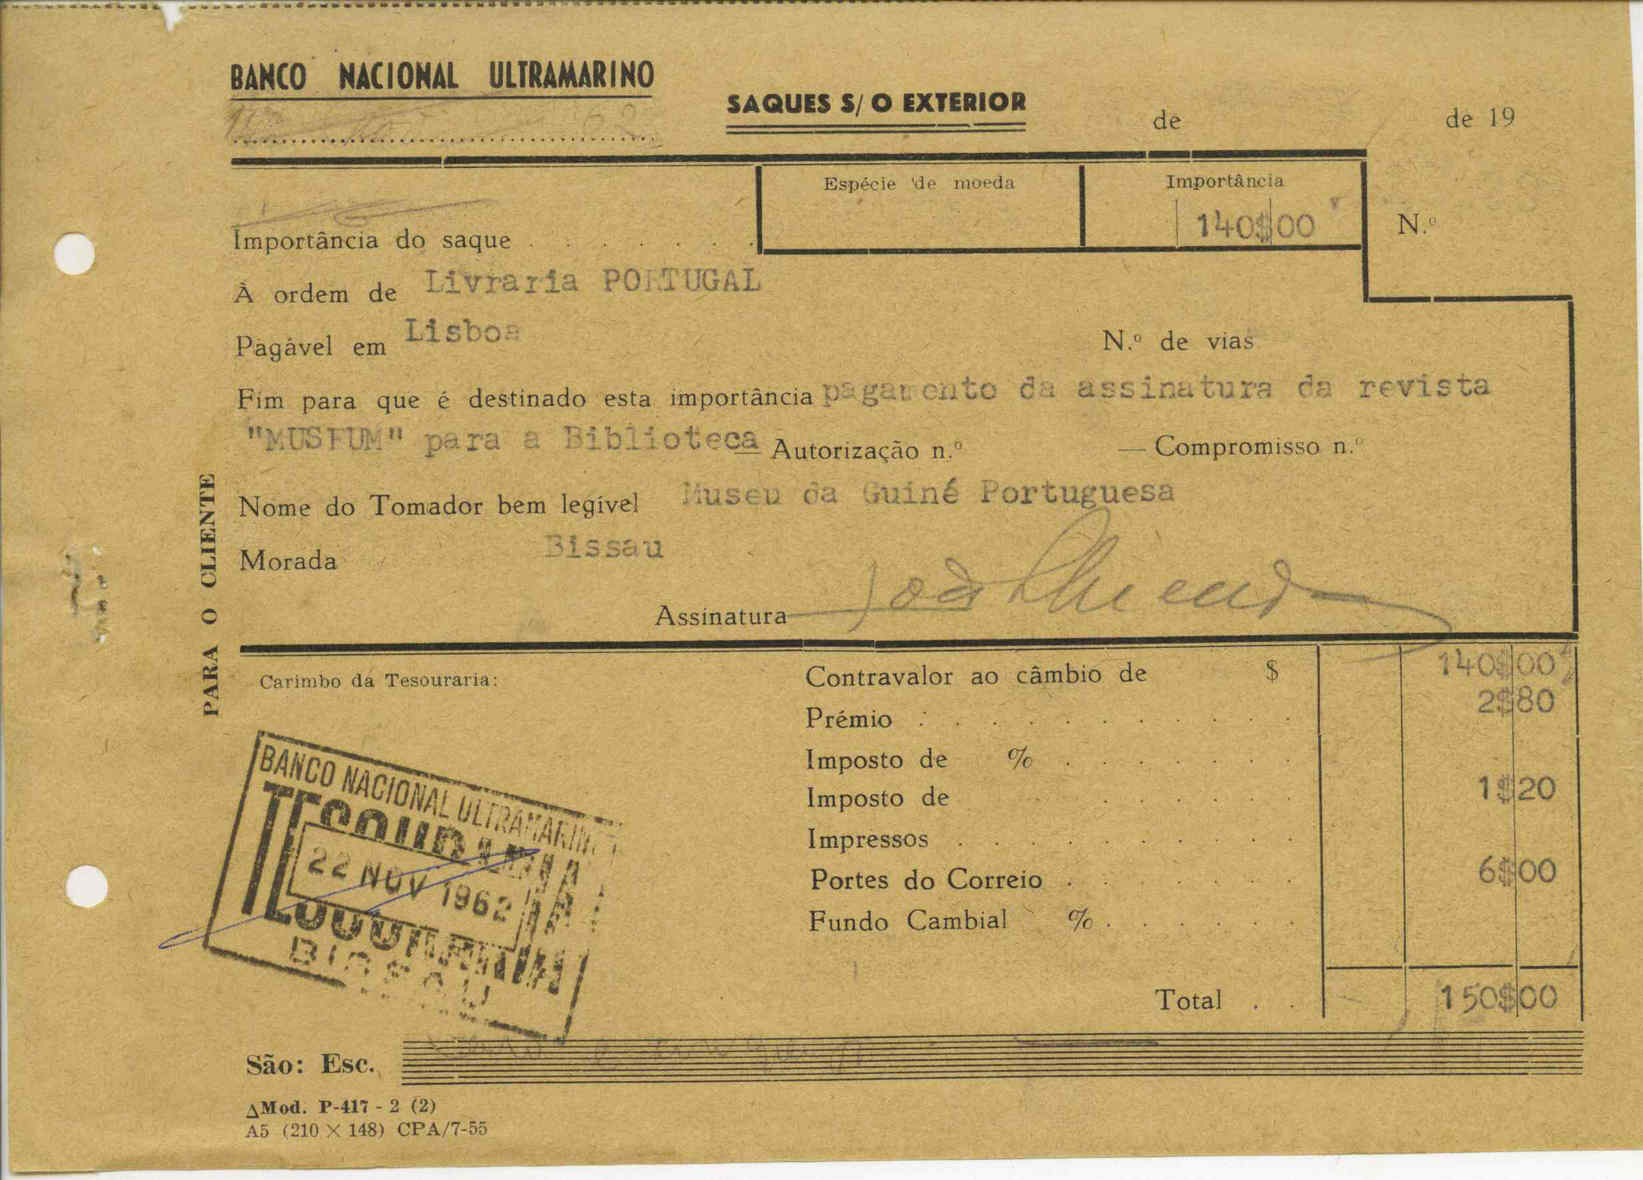 BANCO NACIONAL ULTRAMARINO
SAQUES S/ O EXTERIOR
de de 19
Espécie de moeda Importância
140$00 N.º
Importância do saque
À ordem de Livraria PORTUGAL
Pagável em Lisboa N.º de vias
Fim para que é destinado esta importância pagamento da assinatura da revista
"MUSEUM" para a Biblioteca — Autorização n.º — Compromisso n.º
Nome do Tomador bem legível Museu da Guiné Portuguesa
Morada Bissau
Assinatura
PARA O CLIENTE
Carimbo da Tesouraria:
Contravalor ao câmbio de $ 140$00
Prémio 2$80
Imposto de %
Imposto de 1$20
Impressos
Portes do Correio 6$00
Fundo Cambial %
Total 150$00
BANCO NACIONAL ULTRAMARINO
TESOURARIA
22 NOV 1962
TESOURARIA
BISSAU
São: Esc.
△Mod. P-417 - 2 (2)
A5 (210 × 148) CPA/7-55